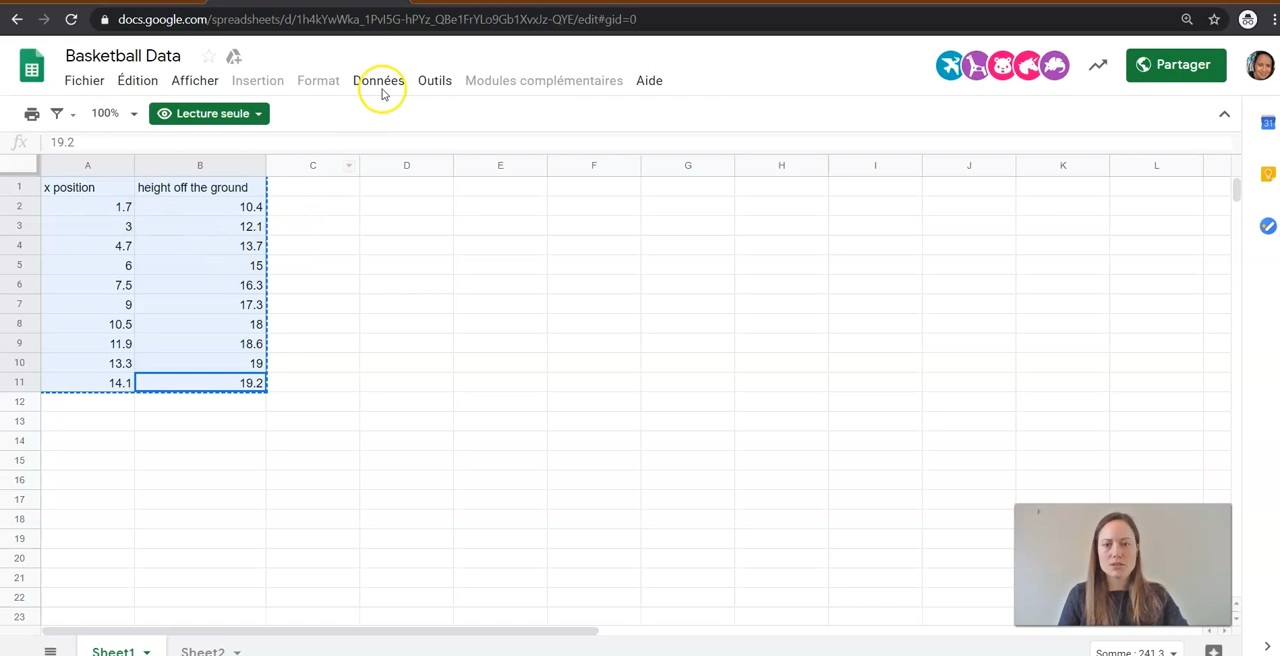 docs.google.com/spreadsheets/d/1h4kYwWka_1PvI5G-hPYz_QBe1FrYLo9Gb1XvxJz-QYE/edit#gid=0
Basketball Data
Fichier Édition Afficher Insertion Format Données Outils Modules complémentaires Aide
Partager
100% Lecture seule
fx 19.2
A B C D E F G H I J K L
1 x position height off the ground
2 1.7 10.4
3 3 12.1
4 4.7 13.7
5 6 15
6 7.5 16.3
7 9 17.3
8 10.5 18
9 11.9 18.6
10 13.3 19
11 14.1 19.2
12
13
14
15
16
17
18
19
20
21
22
23
Sheet1 Sheet2 Somme : 241.3
31